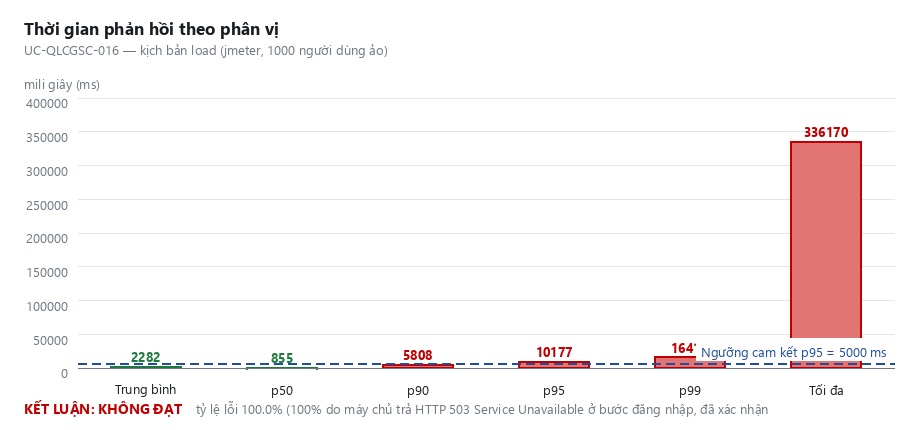 Thời gian phản hồi theo phân vị
UC-QLCGSC-016 — kịch bản load (jmeter, 1000 người dùng ảo)
mili giây (ms)
400000
350000
300000
250000
200000
150000
100000
50000
0
2282
855
5808
10177
336170
Ngưỡng cam kết p95 = 5000 ms
Trung bình p50 p90 p95 p99 Tối đa
KẾT LUẬN: KHÔNG ĐẠT tỷ lệ lỗi 100.0% (100% do máy chủ trả HTTP 503 Service Unavailable ở bước đăng nhập, đã xác nhận